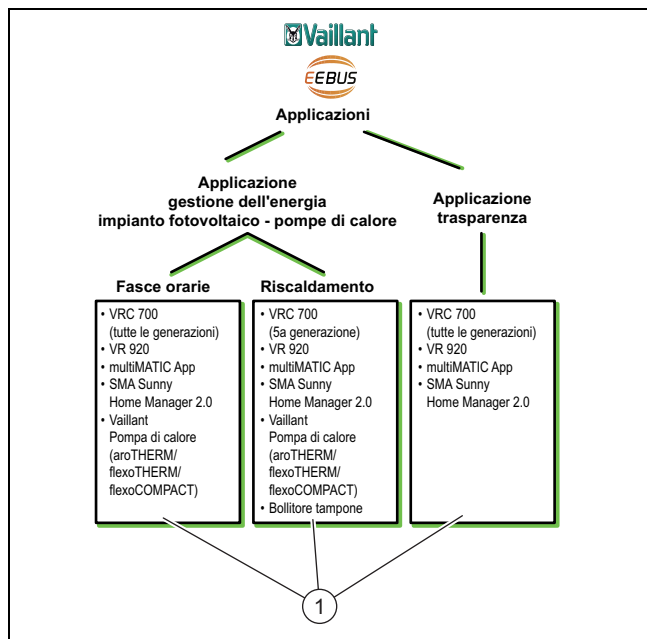 Vaillant
EEBUS
Applicazioni
Applicazione
gestione dell'energia
impianto fotovoltaico - pompe di calore
Applicazione
trasparenza
Fasce orarie
• VRC 700
(tutte le generazioni)
• VR 920
• multiMATIC App
• SMA Sunny
Home Manager 2.0
• Vaillant
Pompa di calore
(aroTHERM/
flexoTHERM/
flexoCOMPACT)
Riscaldamento
• VRC 700
(5a generazione)
• VR 920
• multiMATIC App
• SMA Sunny
Home Manager 2.0
• Vaillant
Pompa di calore
(aroTHERM/
flexoTHERM/
flexoCOMPACT)
• Bollitore tampone
• VRC 700
(tutte le generazioni)
• VR 920
• multiMATIC App
• SMA Sunny
Home Manager 2.0
1